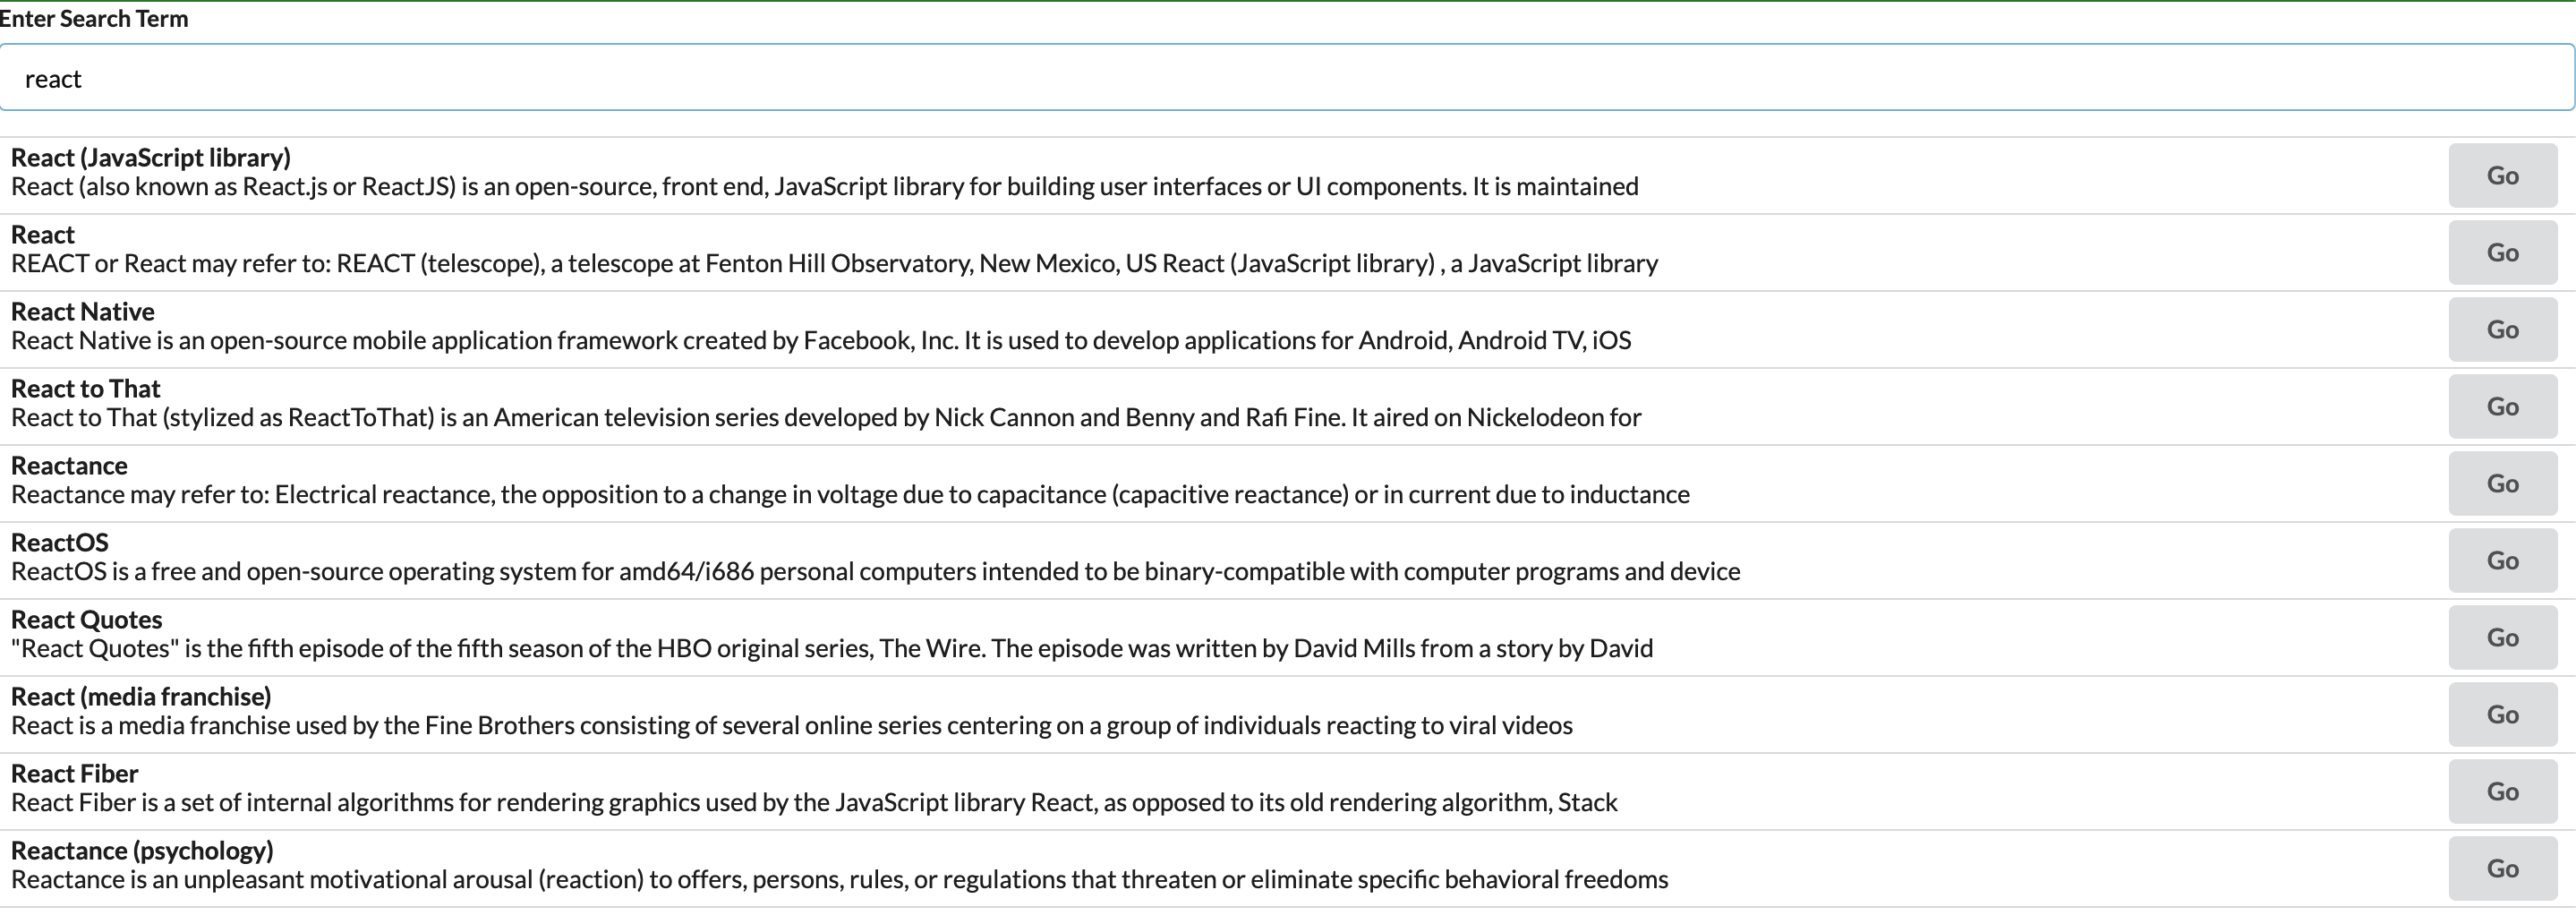 Enter Search Term
react
React (JavaScript library)
React (also known as React.js or ReactJS) is an open-source, front end, JavaScript library for building user interfaces or UI components. It is maintained
Go
React
REACT or React may refer to: REACT (telescope), a telescope at Fenton Hill Observatory, New Mexico, US React (JavaScript library) , a JavaScript library
Go
React Native
React Native is an open-source mobile application framework created by Facebook, Inc. It is used to develop applications for Android, Android TV, iOS
Go
React to That
React to That (stylized as ReactToThat) is an American television series developed by Nick Cannon and Benny and Rafi Fine. It aired on Nickelodeon for
Go
Reactance
Reactance may refer to: Electrical reactance, the opposition to a change in voltage due to capacitance (capacitive reactance) or in current due to inductance
Go
ReactOS
ReactOS is a free and open-source operating system for amd64/i686 personal computers intended to be binary-compatible with computer programs and device
Go
React Quotes
"React Quotes" is the fifth episode of the fifth season of the HBO original series, The Wire. The episode was written by David Mills from a story by David
Go
React (media franchise)
React is a media franchise used by the Fine Brothers consisting of several online series centering on a group of individuals reacting to viral videos
Go
React Fiber
React Fiber is a set of internal algorithms for rendering graphics used by the JavaScript library React, as opposed to its old rendering algorithm, Stack
Go
Reactance (psychology)
Reactance is an unpleasant motivational arousal (reaction) to offers, persons, rules, or regulations that threaten or eliminate specific behavioral freedoms
Go